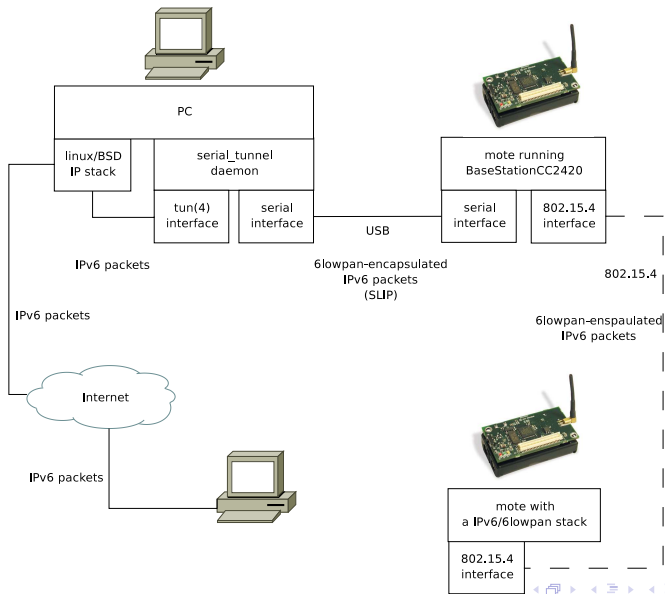 PC
linux/BSD
IP stack
serial_tunnel
daemon
mote running
BaseStationCC2420
tun(4)
interface
serial
interface
USB
serial
interface
802.15.4
interface
IPv6 packets
6lowpan-encapsulated
IPv6 packets
(SLIP)
802.15.4
IPv6 packets
6lowpan-enspaulated
IPv6 packets
Internet
IPv6 packets
mote with
a IPv6/6lowpan stack
802.15.4
interface